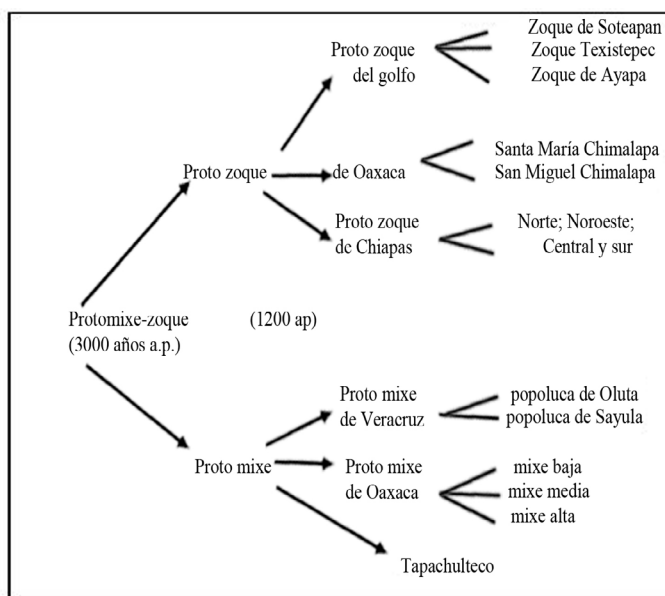 Zoque de Soteapan
Proto zoque
del golfo
Zoque Texistepec
Zoque de Ayapa
Proto zoque
de Oaxaca
Santa María Chimalapa
San Miguel Chimalapa
Proto zoque
de Chiapas
Norte; Noroeste;
Central y sur
Protomixe-zoque
(3000 años a.p.)
(1200 ap)
Proto mixe
de Veracruz
popoluca de Oluta
popoluca de Sayula
Proto mixe
Proto mixe
de Oaxaca
mixe baja
mixe media
mixe alta
Tapachulteco